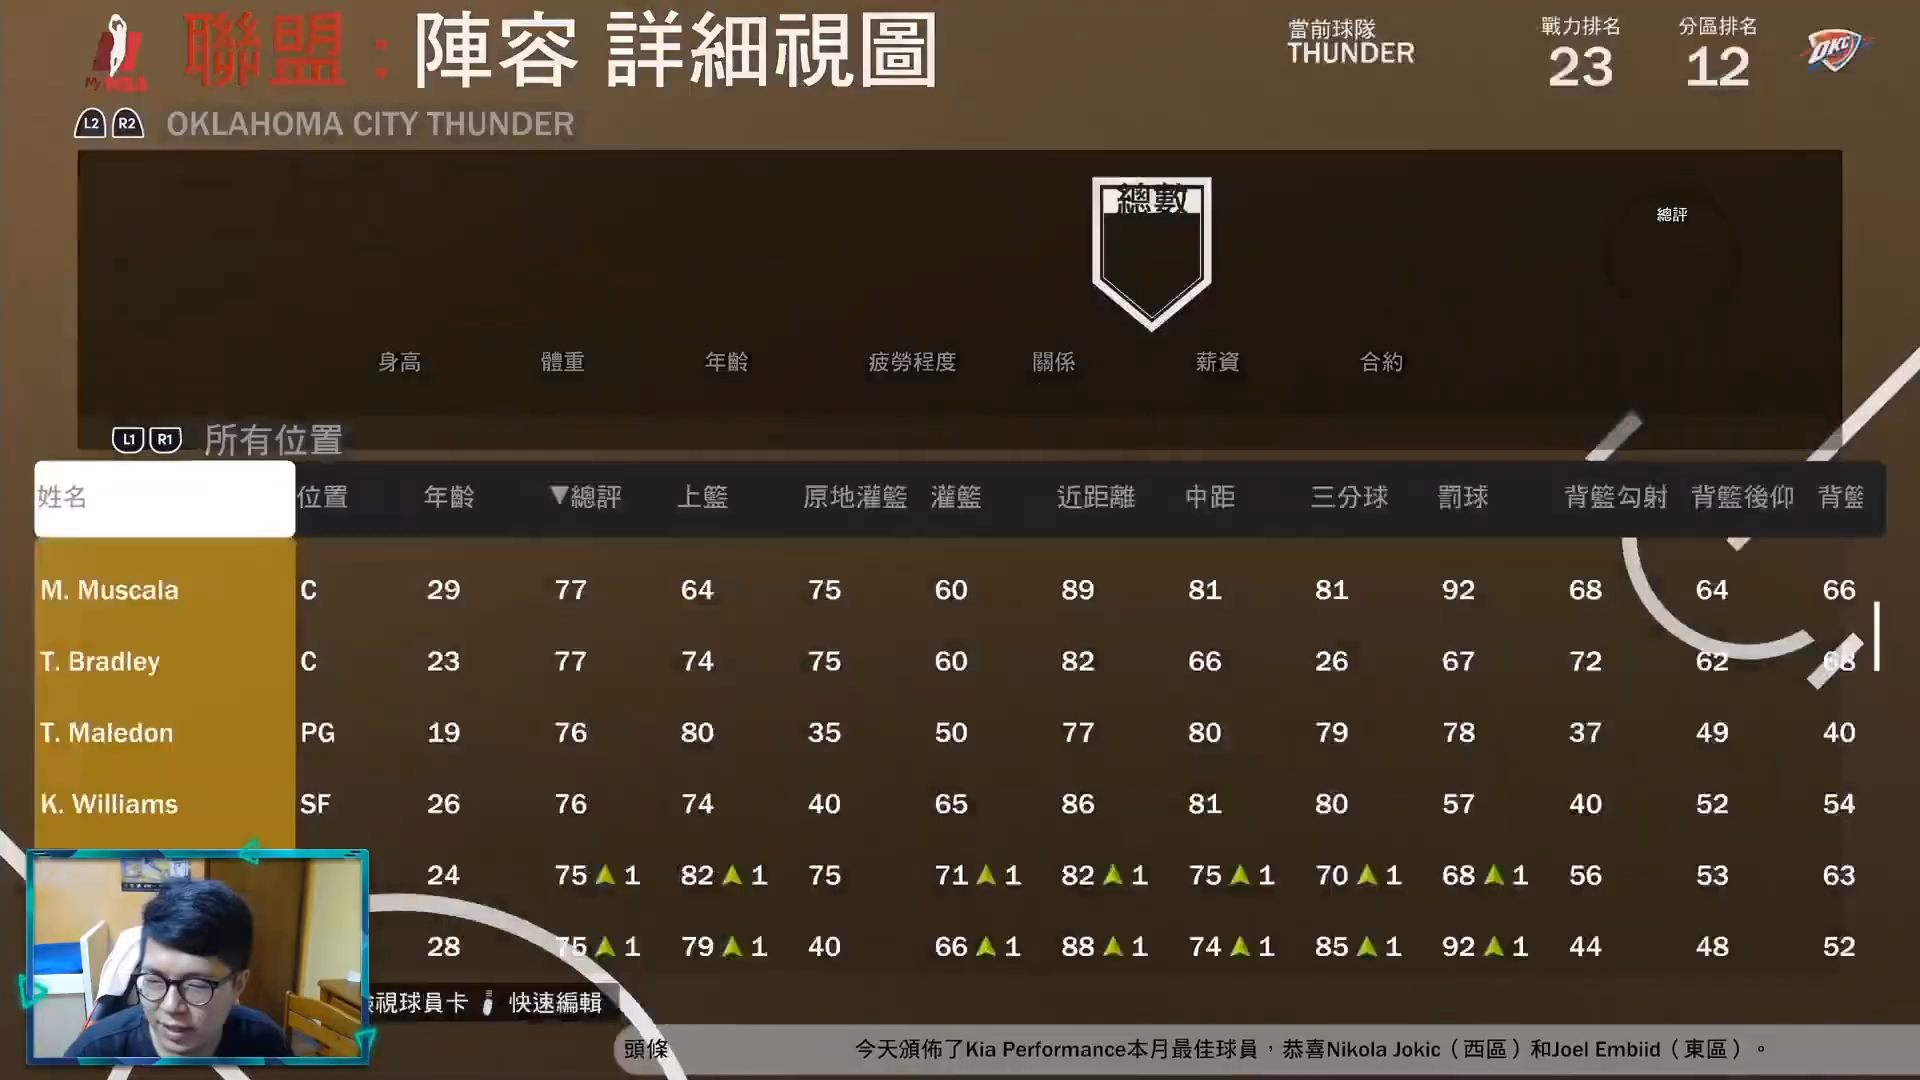 聯盟：陣容 詳細視圖
當前球隊
THUNDER
戰力排名
23
分區排名
12
OKC
L2 R2 OKLAHOMA CITY THUNDER
總數
總評
身高 體重 年齡 疲勞程度 關係 薪資 合約
L1 R1 所有位置
姓名 位置 年齡 ▼總評 上籃 原地灌籃 灌籃 近距離 中距 三分球 罰球 背籃勾射 背籃後仰 背籃
M. Muscala C 29 77 64 75 60 89 81 81 92 68 64 66
T. Bradley C 23 77 74 75 60 82 66 26 67 72 62 68
T. Maledon PG 19 76 80 35 50 77 80 79 78 37 49 40
K. Williams SF 26 76 74 40 65 86 81 80 57 40 52 54
24 75 ▲ 1 82 ▲ 1 75 71 ▲ 1 82 ▲ 1 75 ▲ 1 70 ▲ 1 68 ▲ 1 56 53 63
28 75 ▲ 1 79 ▲ 1 40 66 ▲ 1 88 ▲ 1 74 ▲ 1 85 ▲ 1 92 ▲ 1 44 48 52
視球員卡 快速編輯
頭條 今天頒佈了Kia Performance本月最佳球員，恭喜Nikola Jokic（西區）和Joel Embiid（東區）。